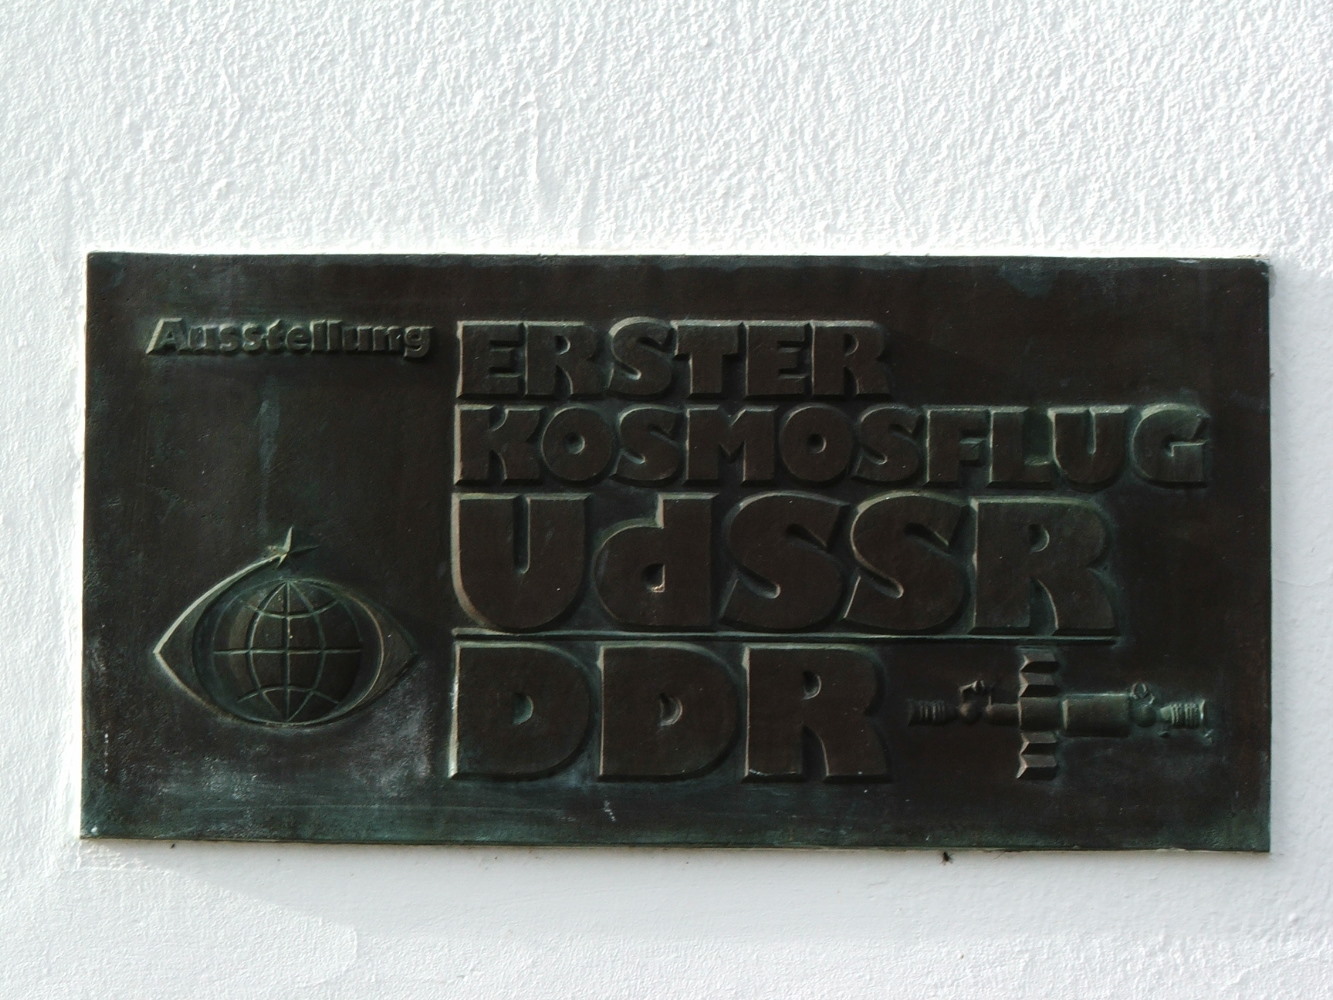 Ausstellung
ERSTER
KOSMOSFLUG
UdSSR
DDR